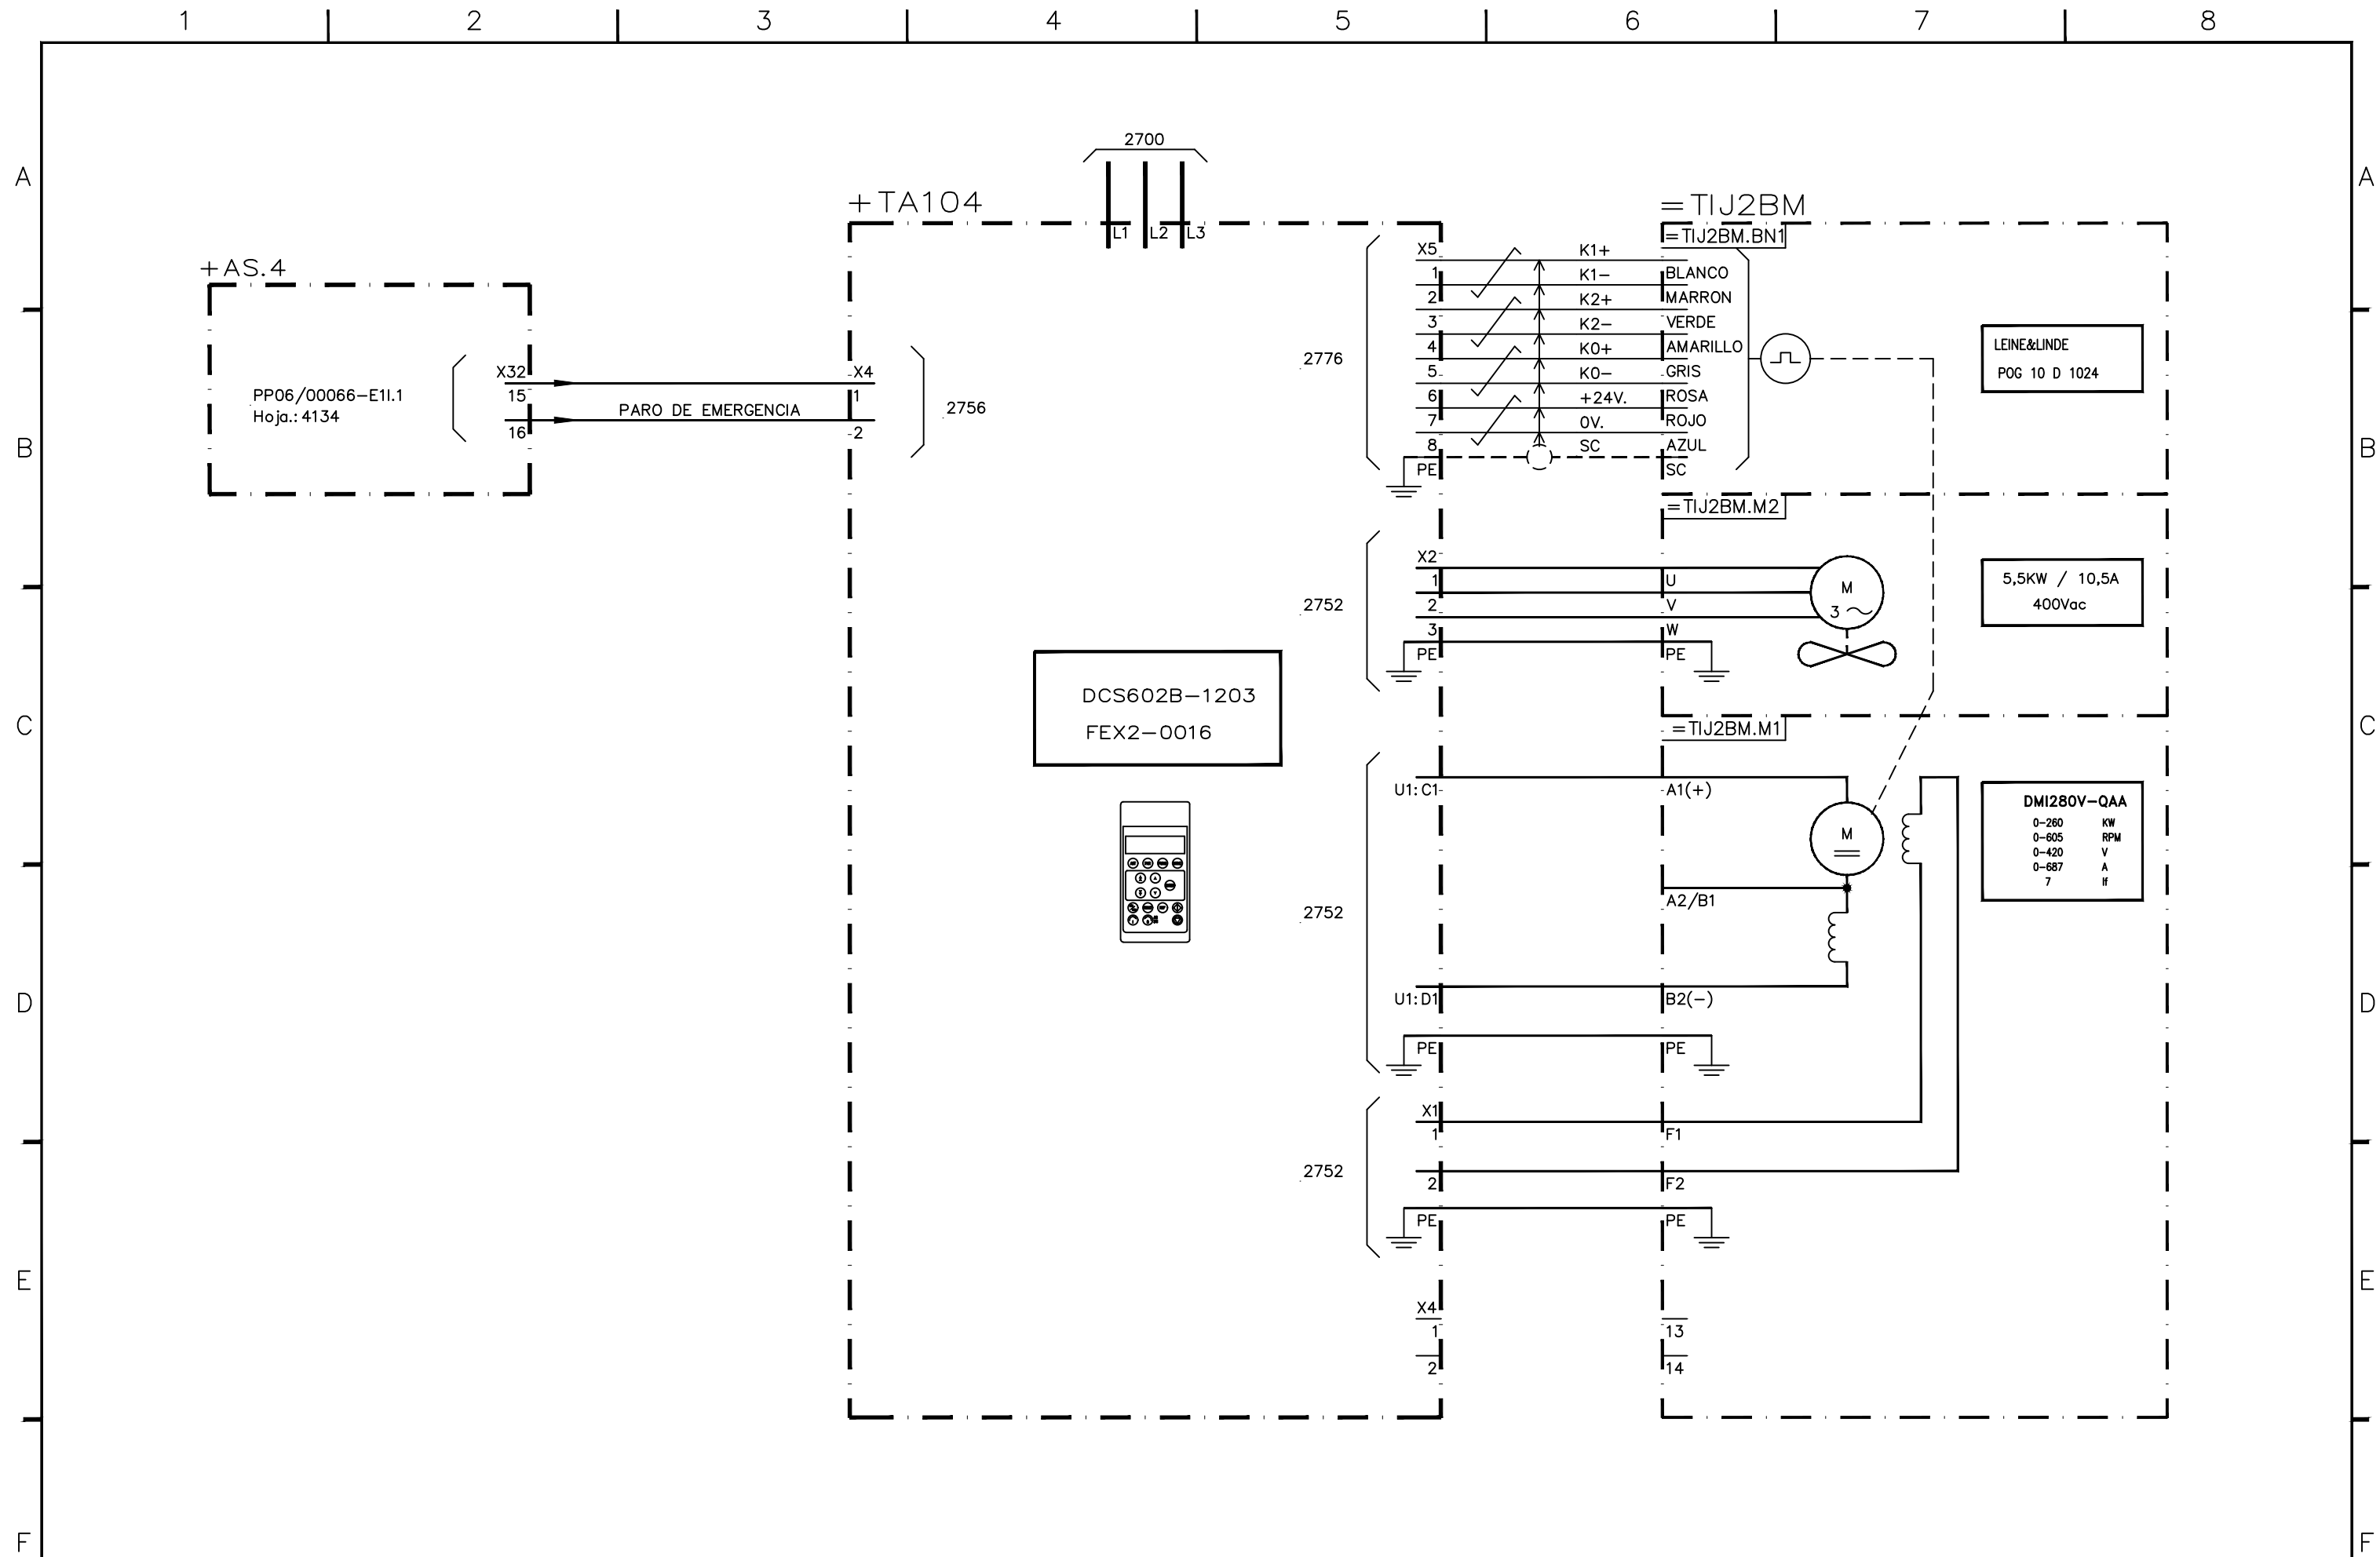 1 2 3 4 5 6 7 8
A
A
2700
+TA104
L1 L2 L3
=TIJ2BM
=TIJ2BM.BN1
+AS.4
X5
1
2
3
4
5
6
7
8
PE
K1+
K1-
K2+
K2-
K0+
K0-
+24V.
0V.
SC
BLANCO
MARRON
VERDE
AMARILLO
GRIS
ROSA
ROJO
AZUL
SC
2776
LEINE&LINDE
POG 10 D 1024
PP06/00066-E1I.1
Hoja.: 4134
X32
15
16
PARO DE EMERGENCIA
X4
1
2
2756
B
B
=TIJ2BM.M2
X2
1
2
3
PE
U
V
W
PE
2752
M
3
5,5KW / 10,5A
400Vac
DCS602B-1203
FEX2-0016
C
C
=TIJ2BM.M1
U1:C1
A1(+)
M
A2/B1
2752
DMI280V-QAA
0-260 KW
0-605 RPM
0-420 V
0-687 A
7 If
D
D
U1:D1
B2(-)
PE
PE
X1
1
F1
2752
2
F2
PE
PE
E
E
X4
1
2
13
14
F
F